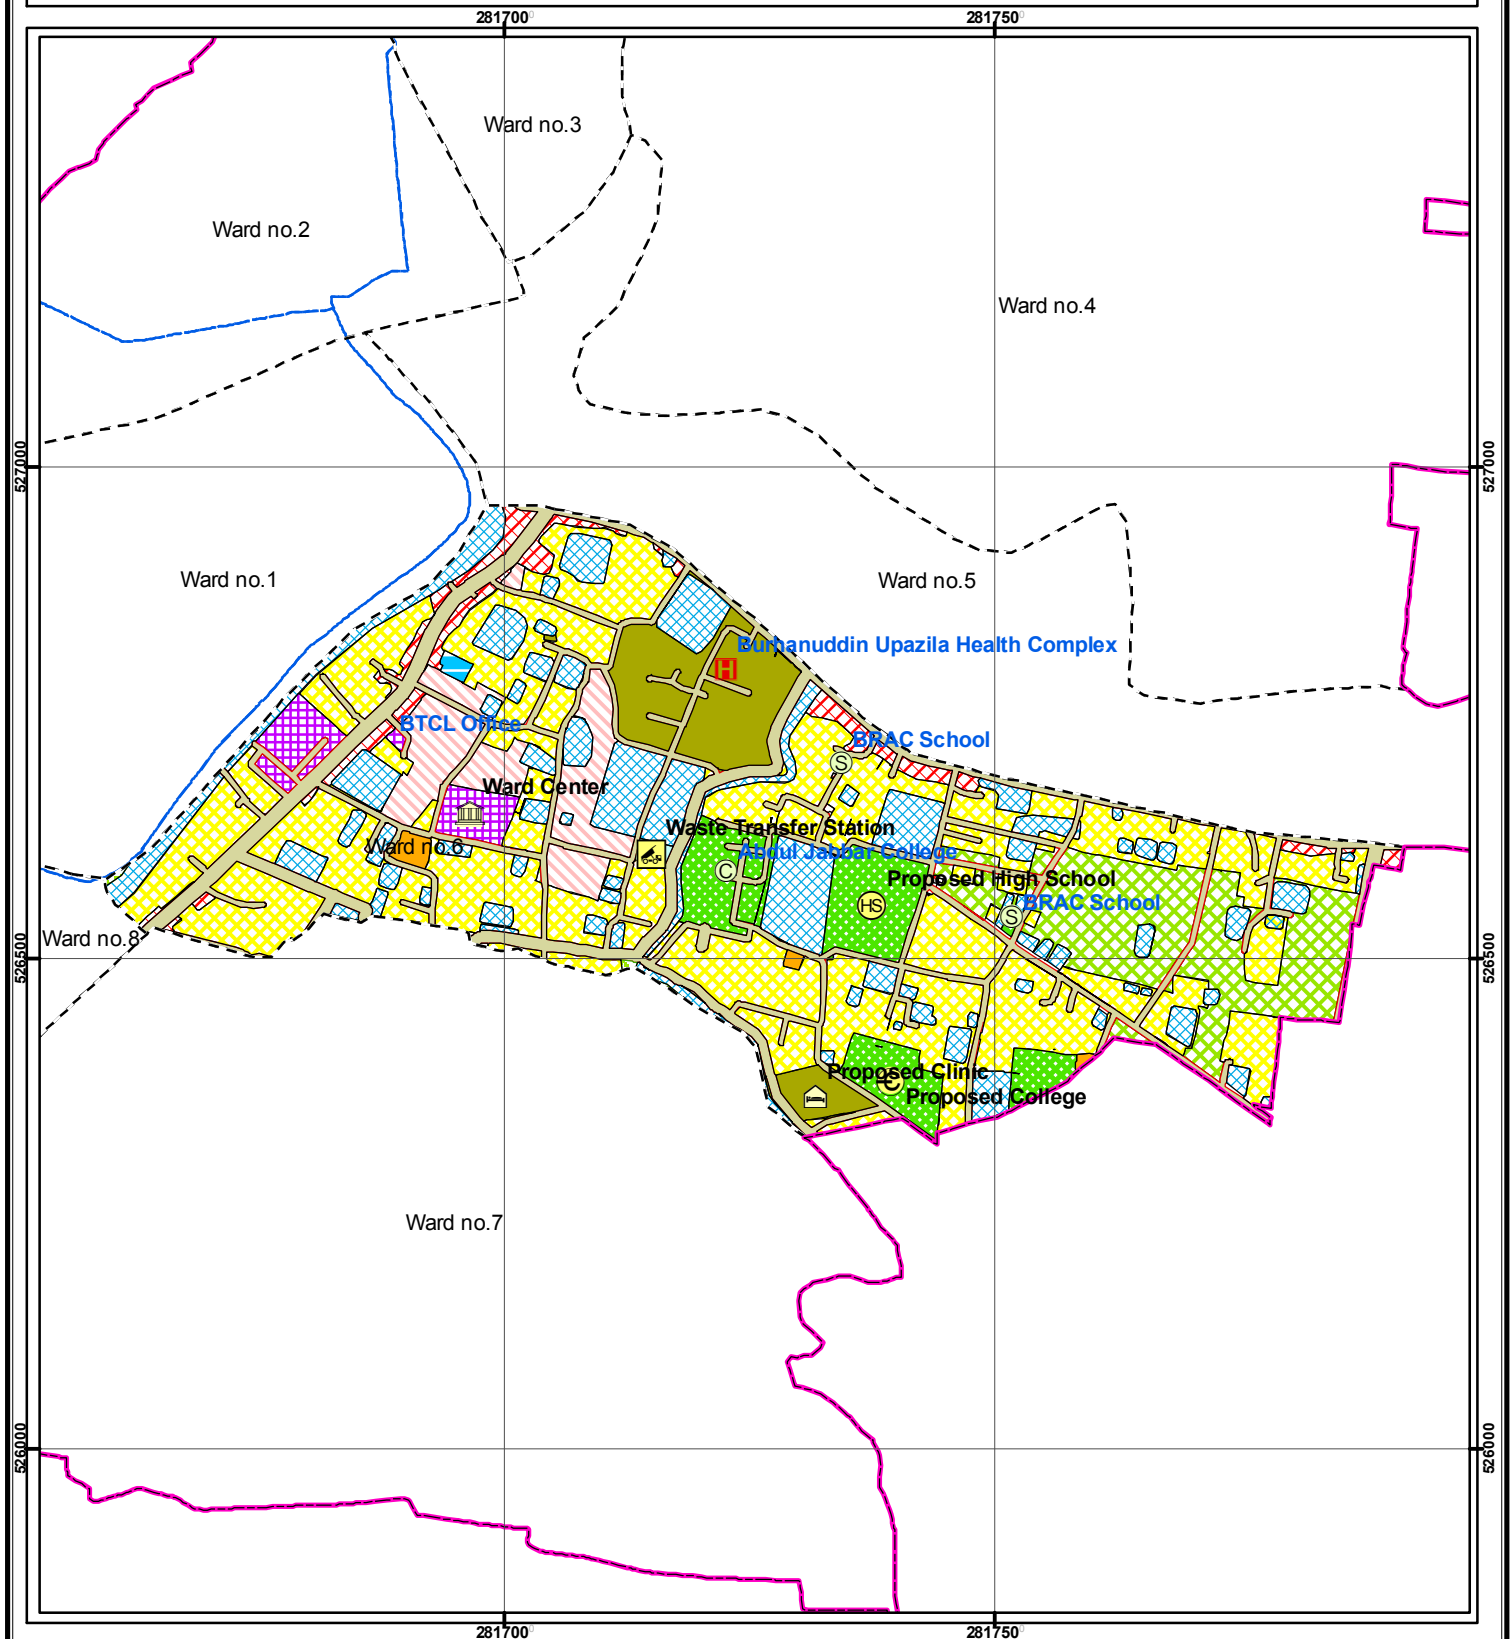 281700 281750
Ward no.3
Ward no.2
Ward no.4
527000 527000
Ward no.1
Ward no.5
Burhanuddin Upazila Health Complex
H
BTCL Office
BRAC School
S
Ward Center
Waste Transfer Station
Ward no.6
Abdul Jabbar College
C
Proposed High School
HS
BRAC School
S
Ward no.8
526500 526500
Proposed Clinic
C
Proposed College
Ward no.7
526000 526000
281700 281750